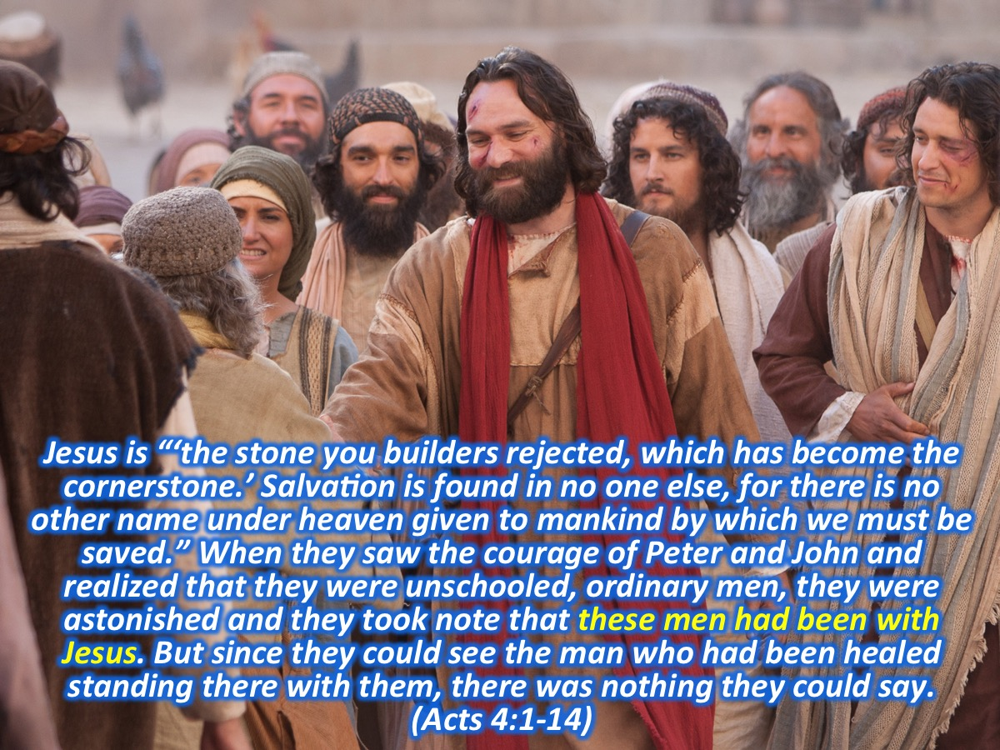 Jesus is “‘the stone you builders rejected, which has become the
cornerstone.’ Salvation is found in no one else, for there is no
other name under heaven given to mankind by which we must be
saved.” When they saw the courage of Peter and John and
realized that they were unschooled, ordinary men, they were
astonished and they took note that these men had been with
Jesus. But since they could see the man who had been healed
standing there with them, there was nothing they could say.
(Acts 4:1-14)